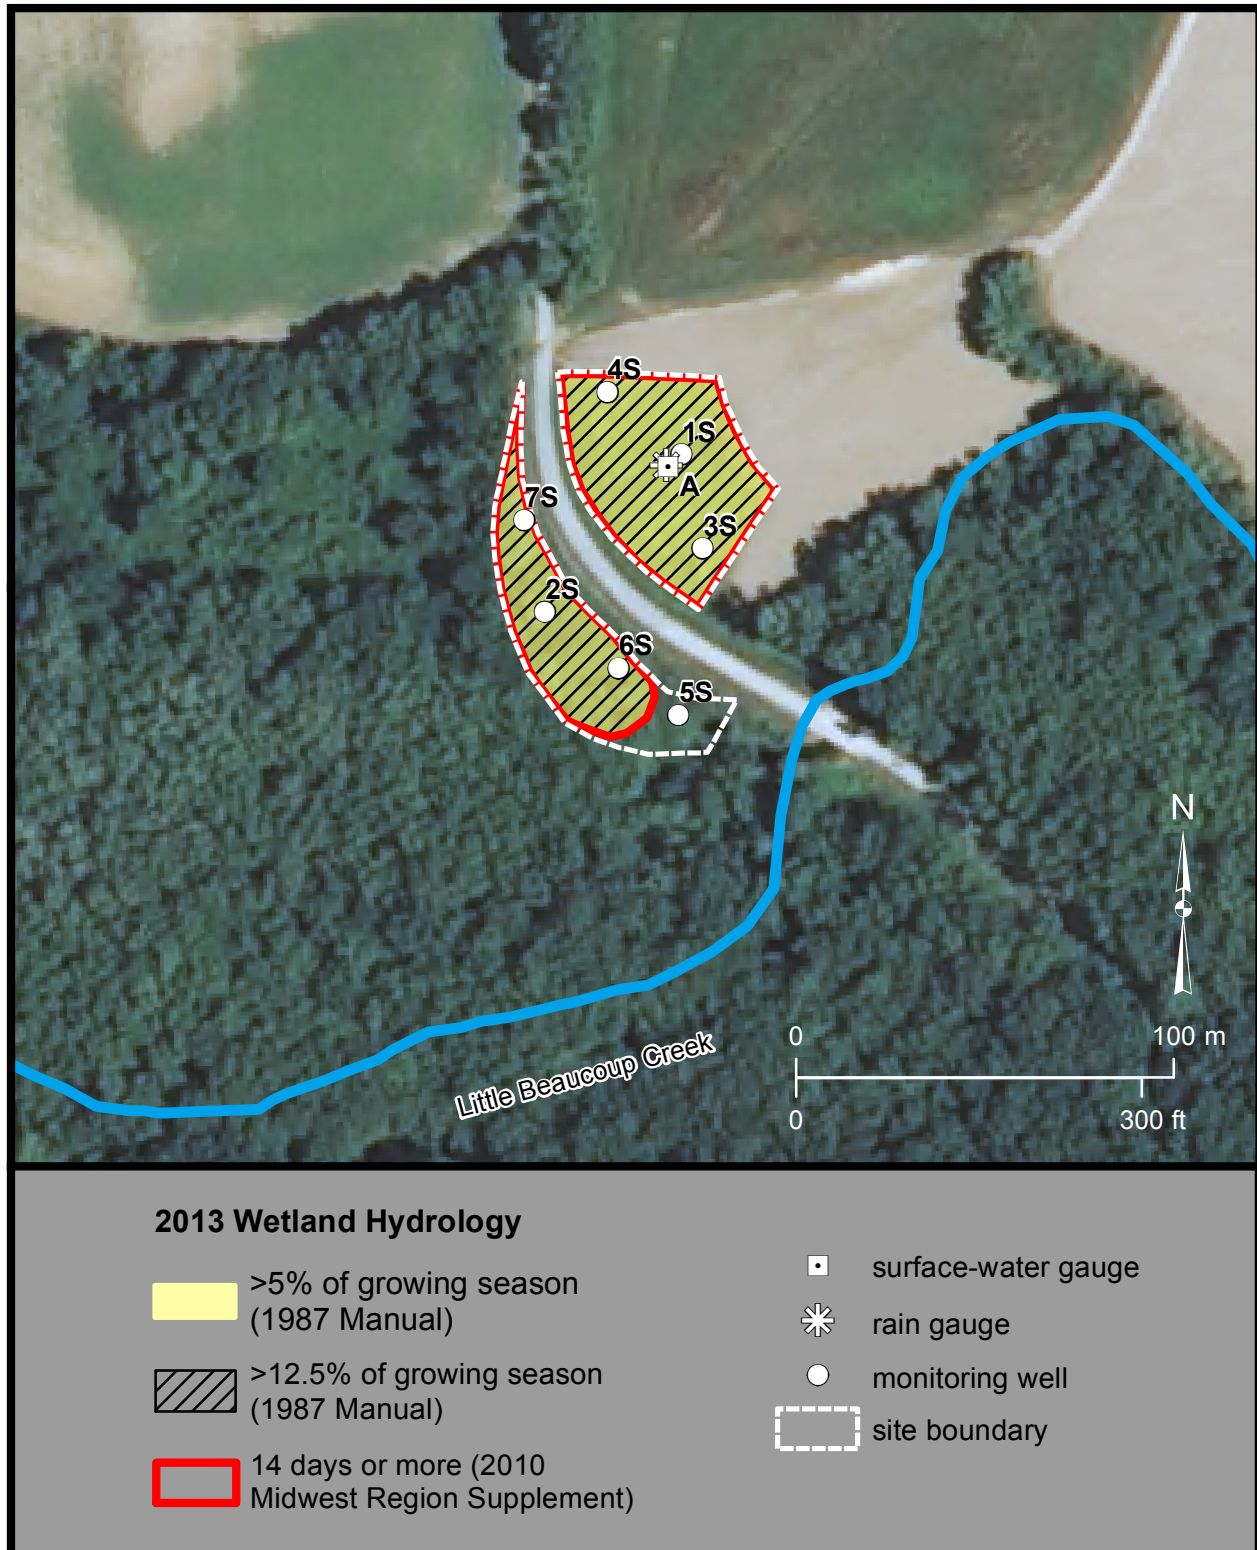 4S
1S
A
7S
3S
2S
6S
5S
N
0
100 m
0
300 ft
Little Beaucoup Creek
2013 Wetland Hydrology
>5% of growing season
(1987 Manual)
>12.5% of growing season
(1987 Manual)
14 days or more (2010
Midwest Region Supplement)
surface-water gauge
rain gauge
monitoring well
site boundary